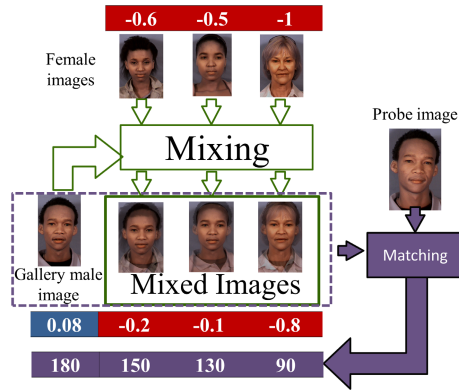 -0.6 -0.5 -1
Female
images
Probe image
Mixing
Matching
Gallery male
image
Mixed Images
0.08 -0.2 -0.1 -0.8
180 150 130 90